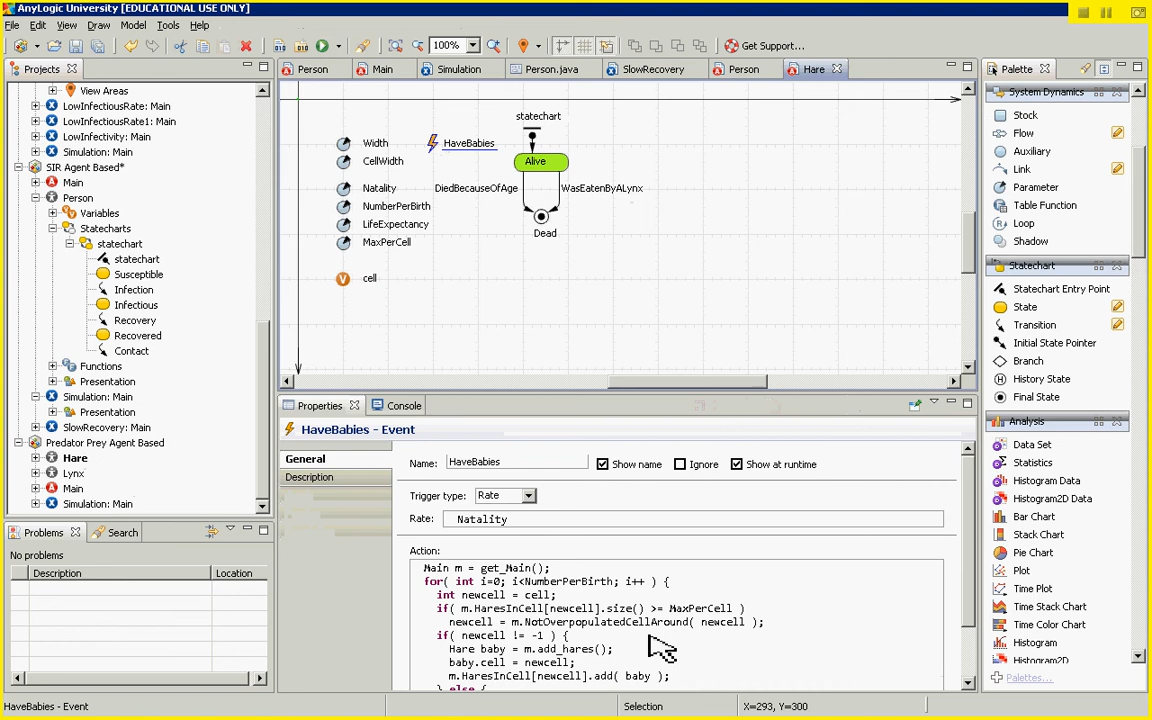 AnyLogic University [EDUCATIONAL USE ONLY]
File Edit View Draw Model Tools Help
100% Get Support...
Projects
View Areas
LowInfectiousRate: Main
LowInfectiousRate1: Main
LowInfectivity: Main
Simulation: Main
SIR Agent Based*
Main
Person
Variables
Statecharts
statechart
statechart
Susceptible
Infection
Infectious
Recovery
Recovered
Contact
Functions
Presentation
Simulation: Main
Presentation
SlowRecovery: Main
Predator Prey Agent Based
Hare
Lynx
Main
Simulation: Main
Problems Search
No problems
Description Location
Person Main Simulation Person.java SlowRecovery Person Hare
statechart
Width HaveBabies
CellWidth Alive
Natality DiedBecauseOfAge WasEatenByALynx
NumberPerBirth
LifeExpectancy
MaxPerCell Dead
cell
Properties Console
HaveBabies - Event
General
Description
Name: HaveBabies Show name Ignore Show at runtime
Trigger type: Rate
Rate: Natality
Action:
Main m = get_Main();
for( int i=0; i<NumberPerBirth; i++ ) {
int newcell = cell;
if( m.HaresInCell[newcell].size() >= MaxPerCell )
newcell = m.NotOverpopulatedCellAround( newcell );
if( newcell != -1 ) {
Hare baby = m.add_hares();
baby.cell = newcell;
m.HaresInCell[newcell].add( baby );
} else {
Palette
System Dynamics
Stock
Flow
Auxiliary
Link
Parameter
Table Function
Loop
Shadow
Statechart
Statechart Entry Point
State
Transition
Initial State Pointer
Branch
History State
Final State
Analysis
Data Set
Statistics
Histogram Data
Histogram2D Data
Bar Chart
Stack Chart
Pie Chart
Plot
Time Plot
Time Stack Chart
Time Color Chart
Histogram
Histogram2D
Palettes...
HaveBabies - Event Selection X=293, Y=300